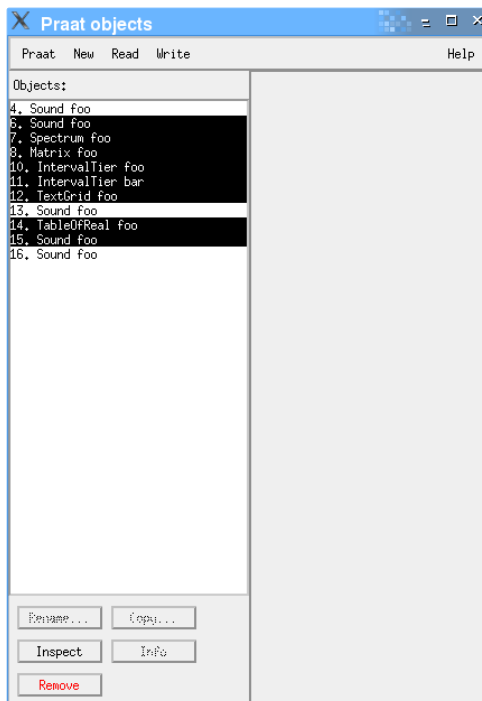 Praat objects
Praat New Read Write Help
Objects:
4. Sound foo
6. Sound foo
7. Spectrum foo
8. Matrix foo
10. IntervalTier foo
11. IntervalTier bar
12. TextGrid foo
13. Sound foo
14. TableOfReal foo
15. Sound foo
16. Sound foo
Rename... Copy...
Inspect Info
Remove